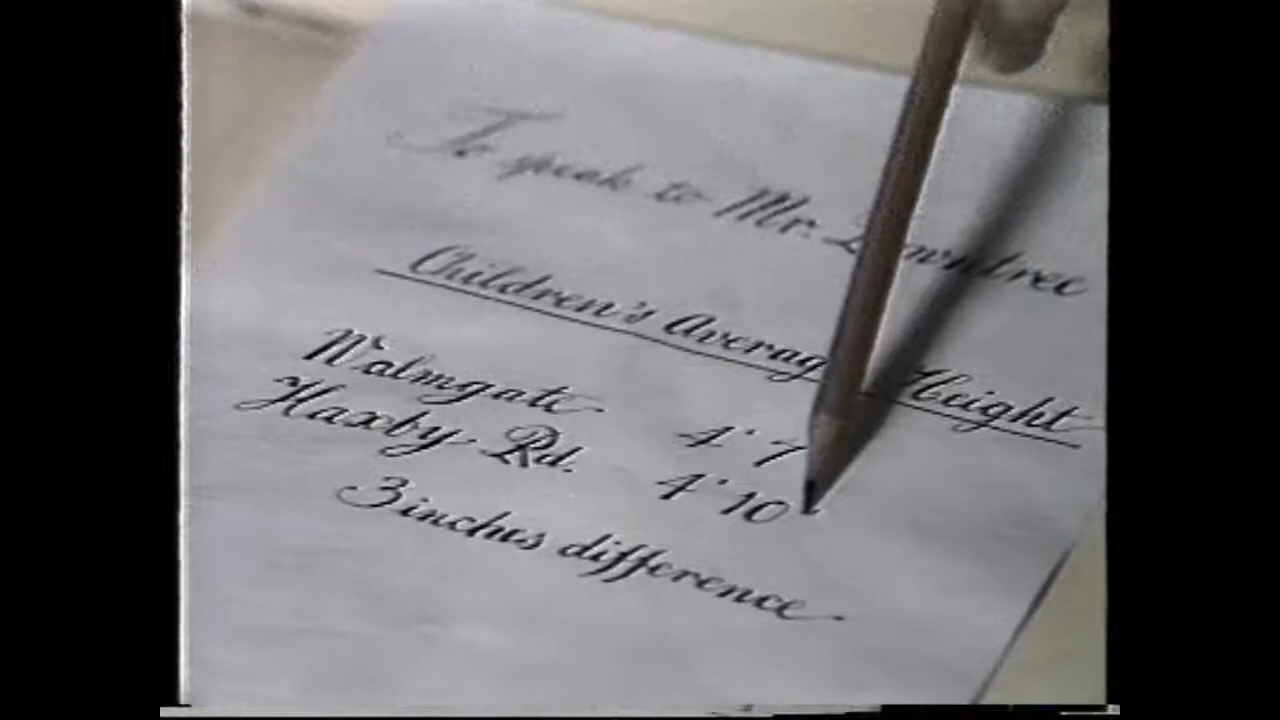 To speak to Mr. Rowntree
Children's Average Height
Walmgate 4' 7
Haxby Rd. 4' 10
3 inches difference